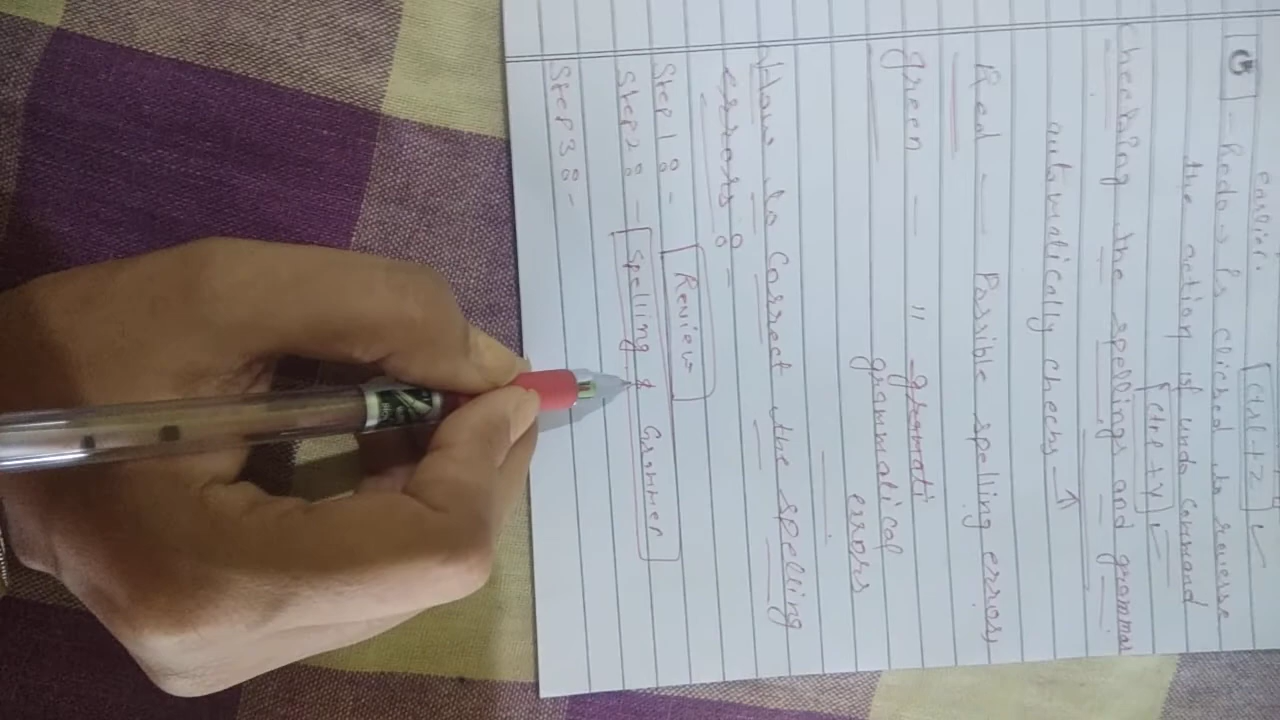 earlier.
Ctrl + Z
↻ - Redo → is clicked to reverse
the action of undo command
Ctrl + y
Checking the spellings and grammar
automatically checks - ↑
Red — Possible spelling errors
green — " gramati
grammatical
errors
How to Correct the spelling
errors :-
Step 1 :- Review
Step 2 :- Spelling & Grammer
Step 3 :-